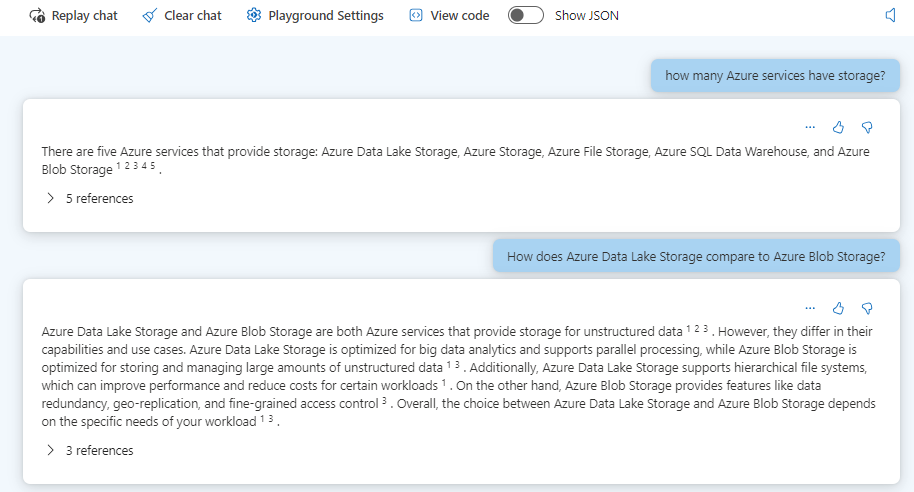 Replay chat Clear chat Playground Settings View code Show JSON
how many Azure services have storage?
There are five Azure services that provide storage: Azure Data Lake Storage, Azure Storage, Azure File Storage, Azure SQL Data Warehouse, and Azure
Blob Storage 1 2 3 4 5 .
5 references
How does Azure Data Lake Storage compare to Azure Blob Storage?
Azure Data Lake Storage and Azure Blob Storage are both Azure services that provide storage for unstructured data 1 2 3 . However, they differ in their
capabilities and use cases. Azure Data Lake Storage is optimized for big data analytics and supports parallel processing, while Azure Blob Storage is
optimized for storing and managing large amounts of unstructured data 1 3 . Additionally, Azure Data Lake Storage supports hierarchical file systems,
which can improve performance and reduce costs for certain workloads 1 . On the other hand, Azure Blob Storage provides features like data
redundancy, geo-replication, and fine-grained access control 3 . Overall, the choice between Azure Data Lake Storage and Azure Blob Storage depends
on the specific needs of your workload 1 3 .
3 references